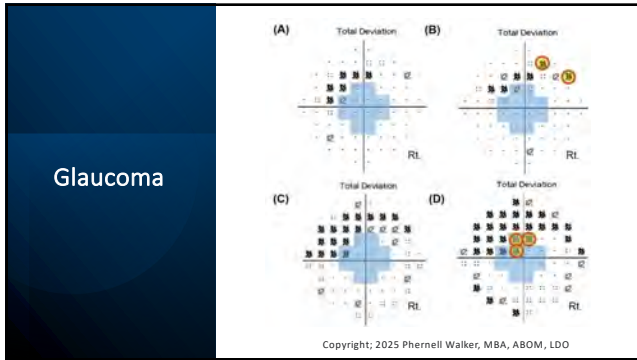 Glaucoma
(A) Total Deviation
Rt.
(B) Total Deviation
Rt.
(C) Total Deviation
Rt.
(D) Total Deviation
Rt.
Copyright; 2025 Phernell Walker, MBA, ABOM, LDO